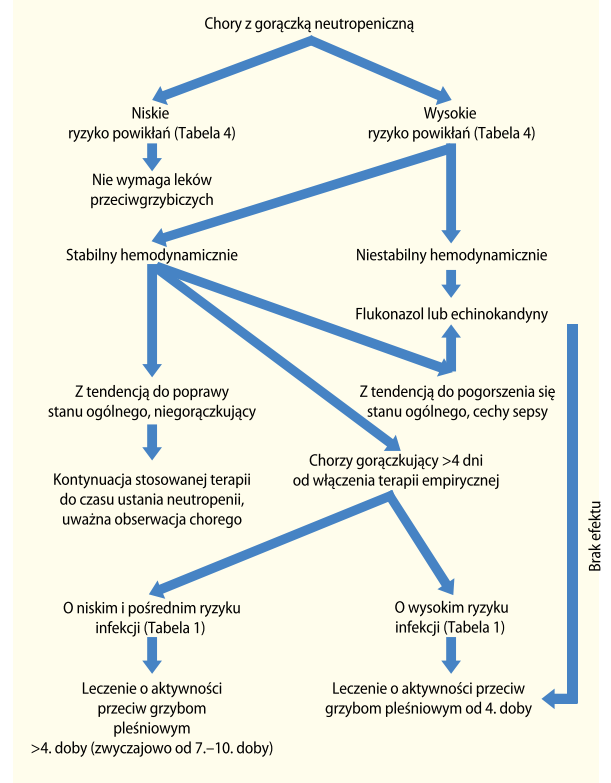 Chory z gorączką neutropeniczną
Niskie
ryzyko powikłań (Tabela 4)
Wysokie
ryzyko powikłań (Tabela 4)
Nie wymaga leków
przeciwgrzybiczych
Stabilny hemodynamicznie
Niestabilny hemodynamicznie
Flukonazol lub echinokandyny
Z tendencją do poprawy
stanu ogólnego, niegorączkujący
Z tendencją do pogorszenia się
stanu ogólnego, cechy sepsy
Kontynuacja stosowanej terapii
do czasu ustania neutropenii,
uważna obserwacja chorego
Chorzy gorączkujący >4 dni
od włączenia terapii empirycznej
Brak efektu
O niskim i pośrednim ryzyku
infekcji (Tabela 1)
O wysokim ryzyku
infekcji (Tabela 1)
Leczenie o aktywności
przeciw grzybom
pleśniowym
>4. doby (zwyczajowo od 7.–10. doby)
Leczenie o aktywności przeciw
grzybom pleśniowym od 4. doby